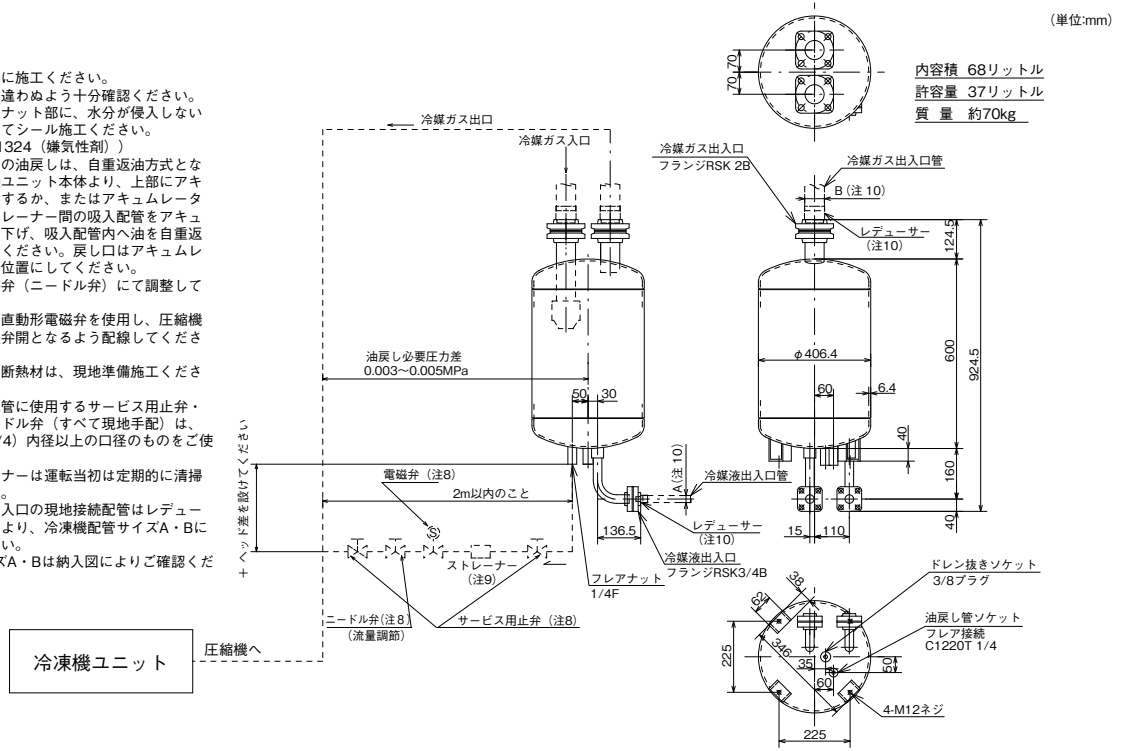 (単位:mm)
に施工ください。
違わぬよう十分確認ください。
ナット部に、水分が侵入しない
てシール施工ください。
1324（嫌気性剤））
の油戻しは、自重返油方式とな
ユニット本体より、上部にアキ
するか、またはアキュムレータ
レーナー間の吸入配管をアキュ
下げ、吸入配管内へ油を自重返
ください。戻し口はアキュムレ
位置にしてください。
弁（ニードル弁）にて調整して
直動形電磁弁を使用し、圧縮機
弁開となるよう配線してくださ
断熱材は、現地準備施工くださ
管に使用するサービス用止弁・
ドル弁（すべて現地手配）は、
/4）内径以上の口径のものをご使
ナーは運転当初は定期的に清掃
。
入口の現地接続配管はレデュー
より、冷凍機配管サイズA・Bに
い。
ズA・Bは納入図によりご確認くだ
冷凍機ユニット
圧縮機へ
+ヘッド差を設けてください
冷媒ガス出口
冷媒ガス入口
油戻し必要圧力差
0.003〜0.005MPa
50
30
電磁弁（注8）
2m以内のこと
S
ストレーナー
(注9)
ニードル弁(注8)
(流量調節)
サービス用止弁（注8）
フレアナット
1/4F
136.5
A(注10)
冷媒液出入口管
レデューサー
(注10)
冷媒液出入口
フランジRSK3/4B
70
70
内容積 68リットル
許容量 37リットル
質 量 約70kg
冷媒ガス出入口
フランジRSK 2B
冷媒ガス出入口管
B(注10)
レデューサー
(注10)
124.5
600
924.5
φ406.4
60
6.4
40
160
40
15
110
ドレン抜きソケット
3/8プラグ
油戻し管ソケット
フレア接続
C1220T 1/4
38
62
346
225
35
60
50
4-M12ネジ
225